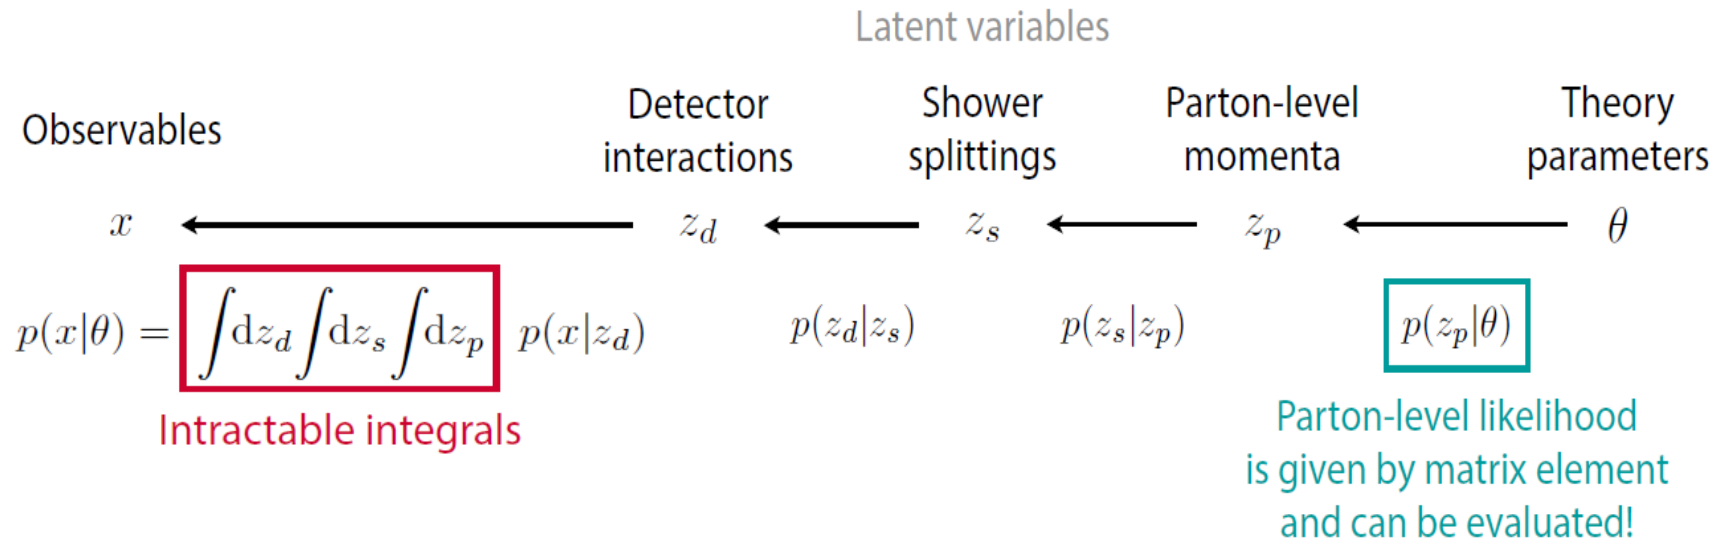 Latent variables
Observables
Detector
interactions
Shower
splittings
Parton-level
momenta
Theory
parameters
x z_d z_s z_p θ
p(x|θ) = ∫dz_d ∫dz_s ∫dz_p p(x|z_d) p(z_d|z_s) p(z_s|z_p) p(z_p|θ)
Intractable integrals
Parton-level likelihood
is given by matrix element
and can be evaluated!